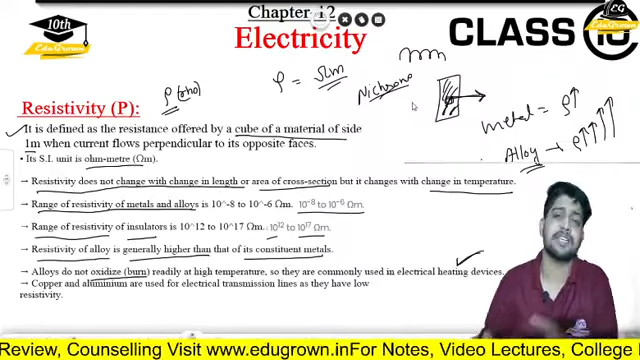 10th
EduGrown
Chapter-12
Electricity
CLASS 10
EG
EduGrown
ρ (rho)
ρ = Ωm
Nichrome
metal = ρ↑
Alloy → ρ↑↑↑↑
Resistivity (P):
It is defined as the resistance offered by a cube of a material of side
1m when current flows perpendicular to its opposite faces.
• Its S.I. unit is ohm-metre (Ωm).
→ Resistivity does not change with change in length or area of cross-section but it changes with change in temperature.
→ Range of resistivity of metals and alloys is 10^-8 to 10^-6 Ωm. 10⁻⁸ to 10⁻⁶ Ωm.
→ Range of resistivity of insulators is 10^12 to 10^17 Ωm. : 10¹² to 10¹⁷ Ωm.
→ Resistivity of alloy is generally higher than that of its constituent metals.
→ Alloys do not oxidize (burn) readily at high temperature, so they are commonly used in electrical heating devices.
→ Copper and aluminium are used for electrical transmission lines as they have low
resistivity.
Review, Counselling Visit www.edugrown.inFor Notes, Video Lectures, College